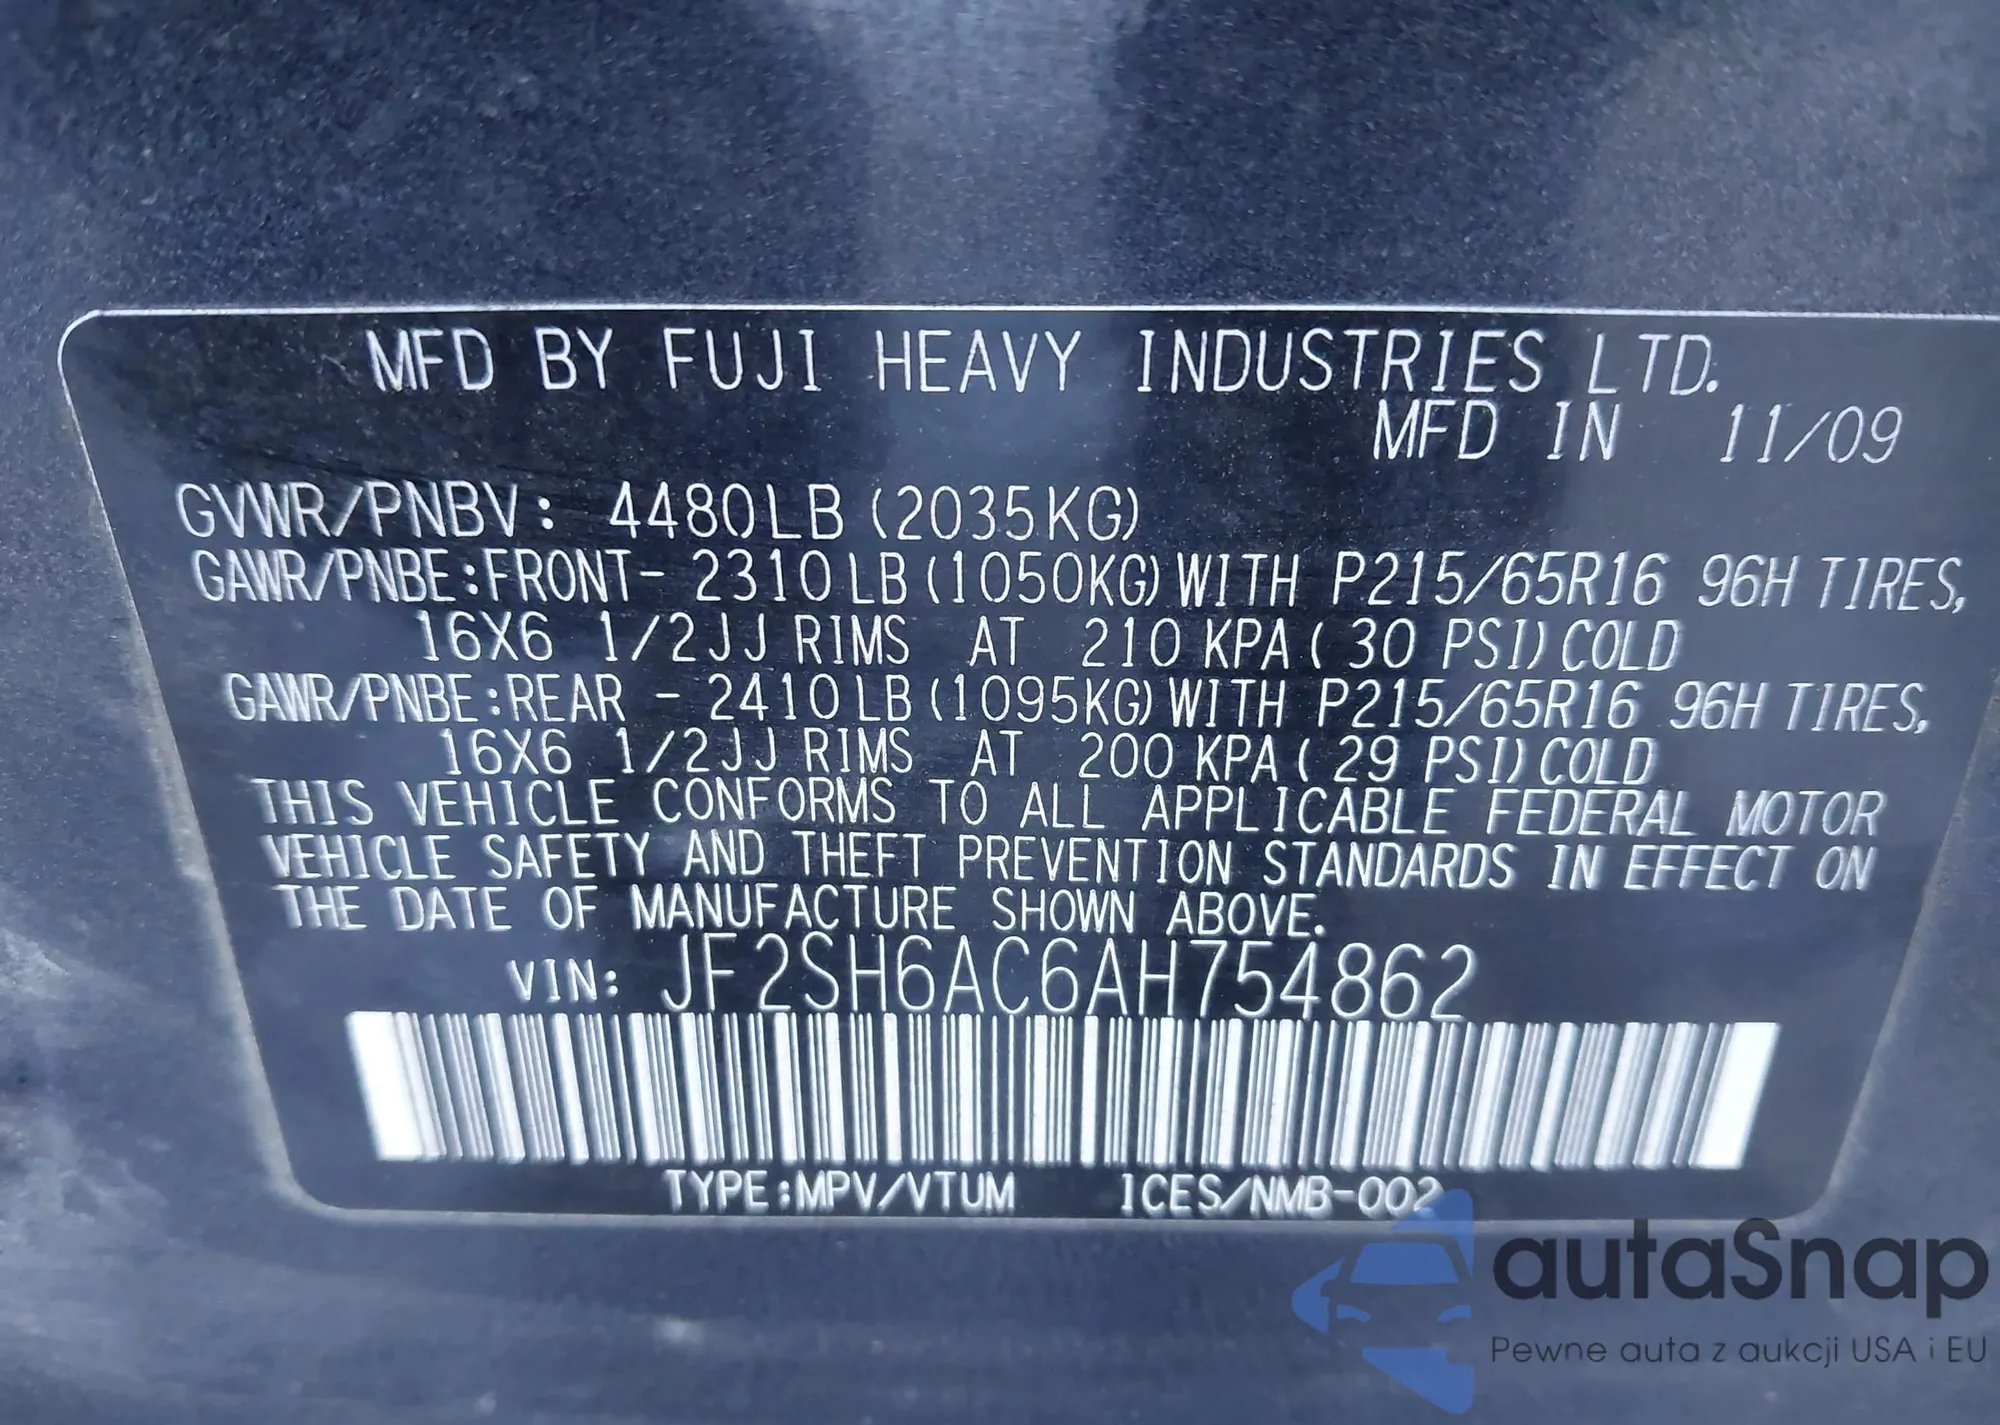 MFD BY FUJI HEAVY INDUSTRIES LTD.
MFD IN 11/09
GVWR/PNBV: 4480LB (2035KG)
GAWR/PNBE:FRONT- 2310LB (1050KG) WITH P215/65R16 96H TIRES,
16X6 1/2JJ RIMS AT 210 KPA ( 30 PSI) COLD
GAWR/PNBE:REAR - 2410LB (1095KG) WITH P215/65R16 96H TIRES,
16X6 1/2JJ RIMS AT 200 KPA ( 29 PSI) COLD
THIS VEHICLE CONFORMS TO ALL APPLICABLE FEDERAL MOTOR
VEHICLE SAFETY AND THEFT PREVENTION STANDARDS IN EFFECT ON
THE DATE OF MANUFACTURE SHOWN ABOVE.
VIN: JF2SH6AC6AH754862
TYPE:MPV/VTUM ICES/NMB-002
autaSnap
Pewne auta z aukcji USA i EU